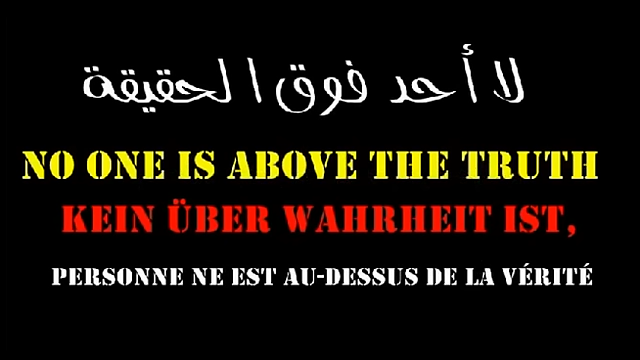 لا أحد فوق الحقيقة
NO ONE IS ABOVE THE TRUTH
KEIN ÜBER WAHRHEIT IST,
PERSONNE NE EST AU-DESSUS DE LA VÉRITÉ